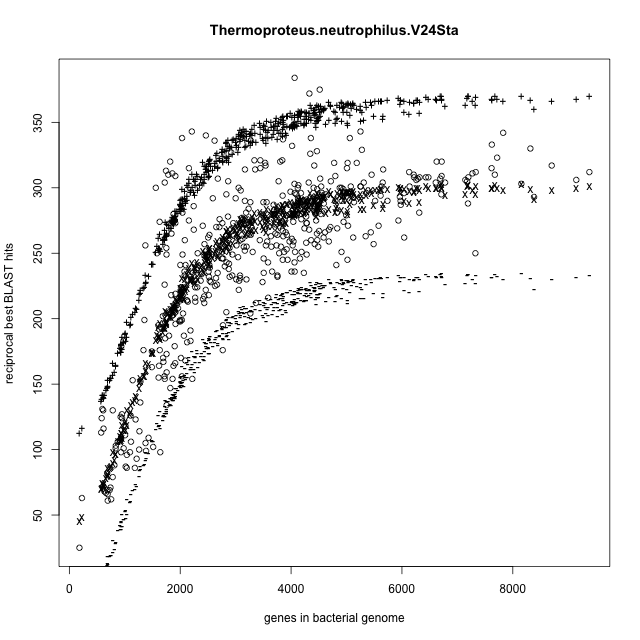 Thermoproteus.neutrophilus.V24Sta
reciprocal best BLAST hits
350
300
250
200
150
100
50
0 2000 4000 6000 8000
genes in bacterial genome